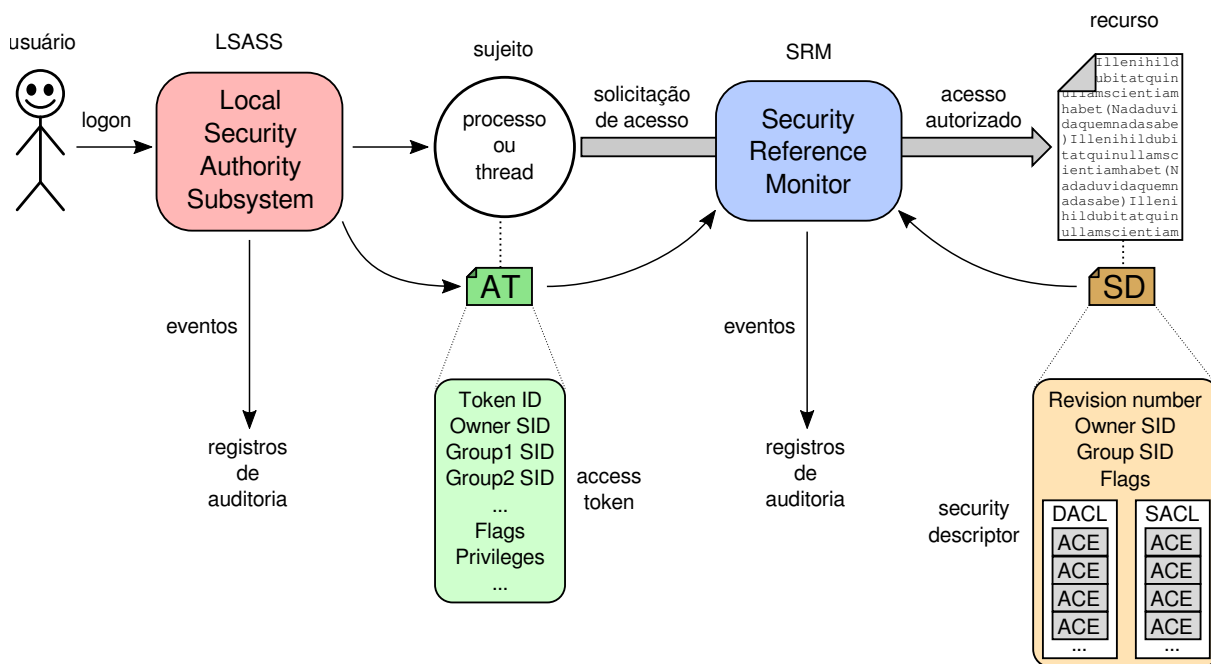 usuário
LSASS
sujeito
SRM
recurso
logon
Local
Security
Authority
Subsystem
processo
ou
thread
solicitação
de acesso
Security
Reference
Monitor
acesso
autorizado
Illenihild
ubitatquin
ullamscientiam
habet(Nadaduvi
daquemnadasabe
)Illenihildubi
tatquinullamsc
ientiamhabet(N
adaduvidaquemn
adasabe)Illeni
hildubitatquin
ullamscientiam
AT
SD
eventos
registros
de
auditoria
Token ID
Owner SID
Group1 SID
Group2 SID
...
Flags
Privileges
...
access
token
eventos
registros
de
auditoria
security
descriptor
Revision number
Owner SID
Group SID
Flags
DACL
ACE
ACE
ACE
ACE
...
SACL
ACE
ACE
ACE
ACE
...